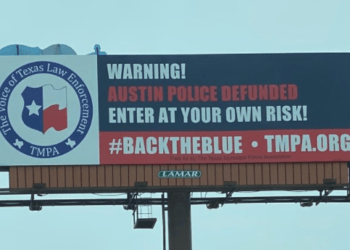 The Voice of Texas Law Enforcement
TMPA
WARNING!
AUSTIN POLICE DEFUNDED
ENTER AT YOUR OWN RISK!
#BACKTHEBLUE • TMPA.ORG
LAMAR